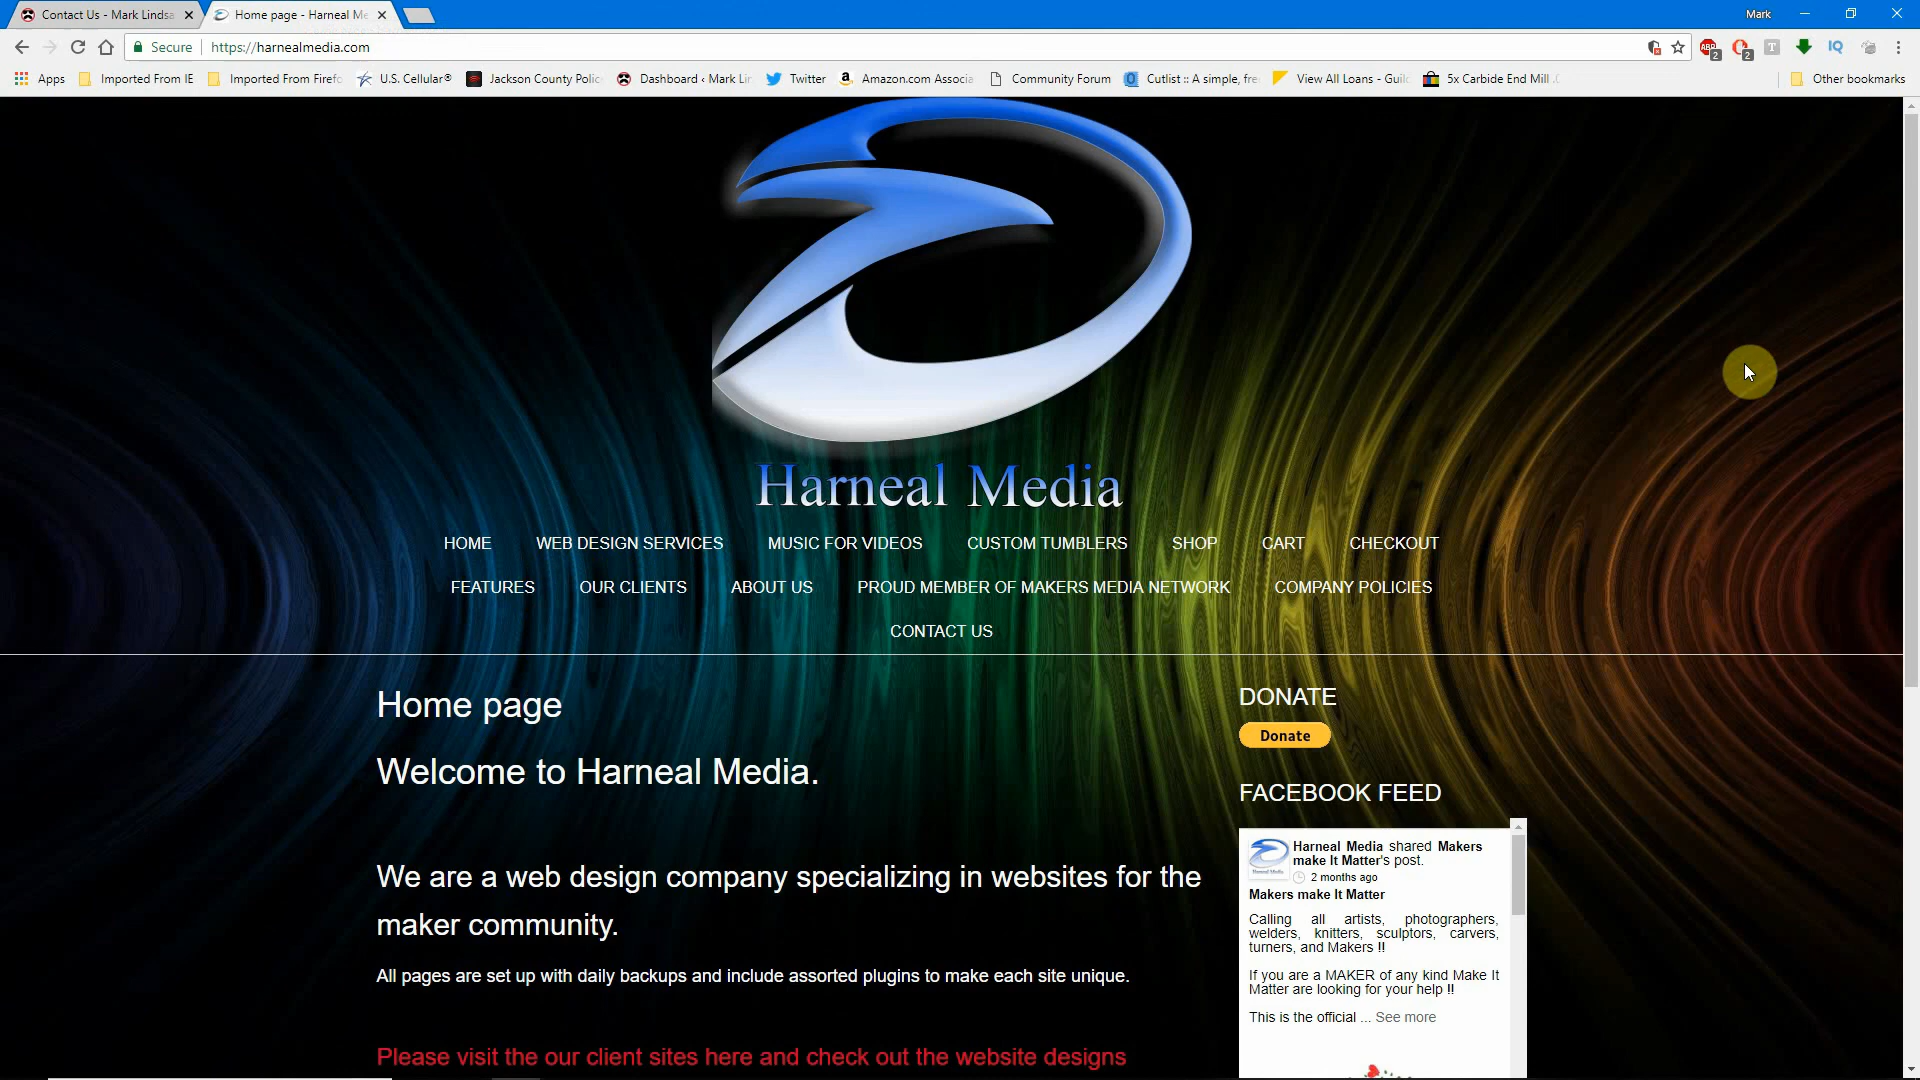 Contact Us - Mark Lindsa
Home page - Harneal Me
Mark
Secure
https://harnealmedia.com
2
2
T
IQ
Apps
Imported From IE
Imported From Firefo
U.S. Cellular®
Jackson County Polic
Dashboard ‹ Mark Lin
Twitter
a
Amazon.com Associa
Community Forum
Cutlist :: A simple, fre
View All Loans - Guil
5x Carbide End Mill
Other bookmarks
Harneal Media
HOME
WEB DESIGN SERVICES
MUSIC FOR VIDEOS
CUSTOM TUMBLERS
SHOP
CART
CHECKOUT
FEATURES
OUR CLIENTS
ABOUT US
PROUD MEMBER OF MAKERS MEDIA NETWORK
COMPANY POLICIES
CONTACT US
Home page
Welcome to Harneal Media.
We are a web design company specializing in websites for the
maker community.
All pages are set up with daily backups and include assorted plugins to make each site unique.
Please visit the our client sites here and check out the website designs
DONATE
Donate
FACEBOOK FEED
Harneal Media
Harneal Media shared Makers
make It Matter's post.
2 months ago
Makers make It Matter
Calling all artists, photographers,
welders, knitters, sculptors, carvers,
turners, and Makers !!
If you are a MAKER of any kind Make It
Matter are looking for your help !!
This is the official ... See more